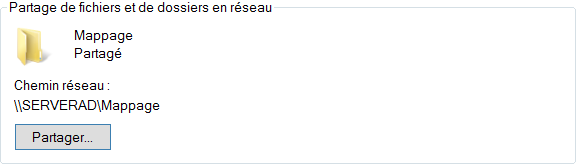 Partage de fichiers et de dossiers en réseau
Mappage
Partagé
Chemin réseau :
\\SERVERAD\Mappage
Partager...